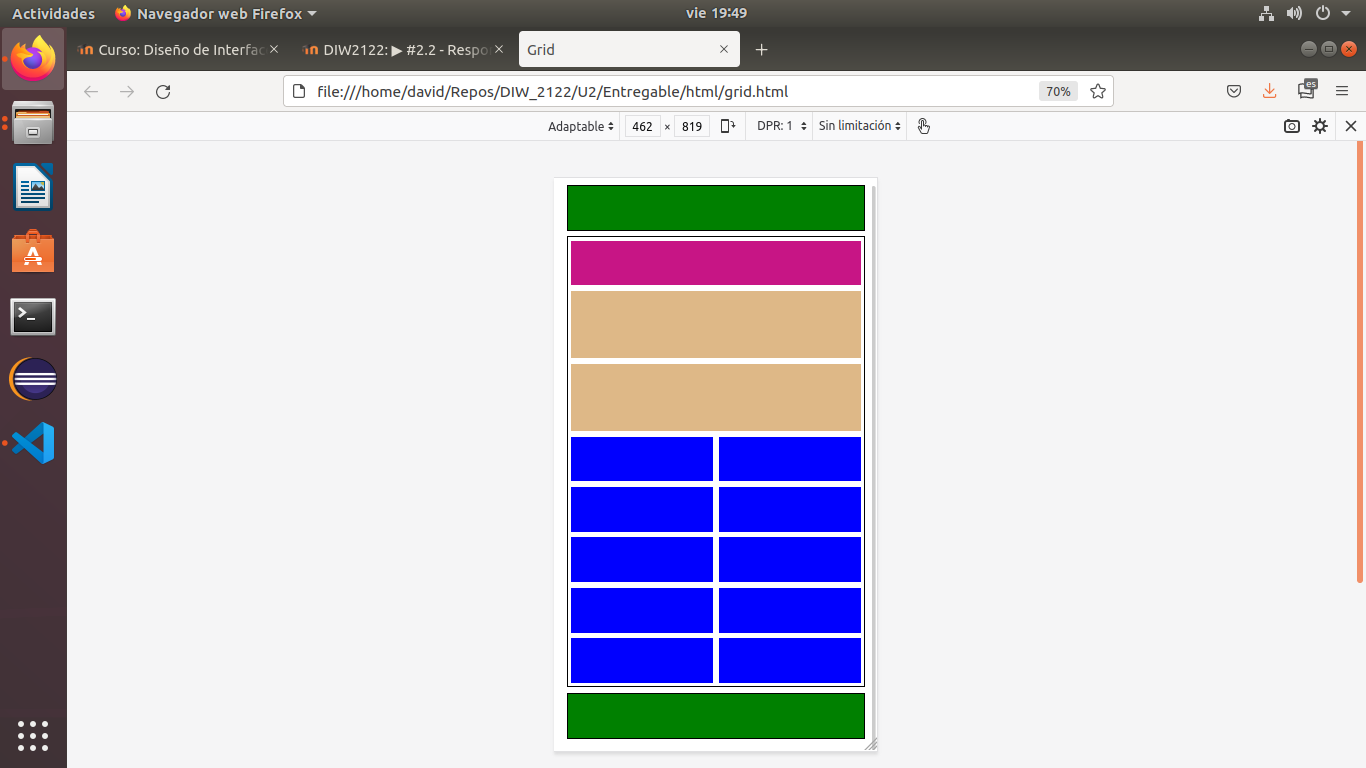 Actividades
Navegador web Firefox
vie 19:49
Curso: Diseño de Interfac
DIW2122: ▶ #2.2 - Respo
Grid
file:///home/david/Repos/DIW_2122/U2/Entregable/html/grid.html
70%
es
Adaptable
462 × 819
DPR: 1
Sin limitación